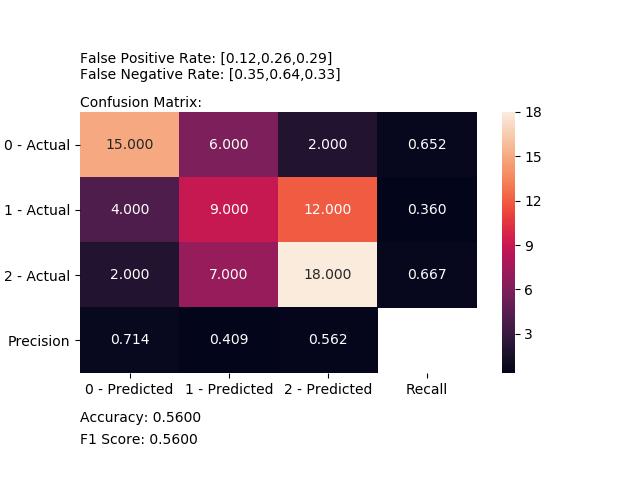 False Positive Rate: [0.12,0.26,0.29]
False Negative Rate: [0.35,0.64,0.33]
Confusion Matrix:
0 - Actual 15.000 6.000 2.000 0.652
1 - Actual 4.000 9.000 12.000 0.360
2 - Actual 2.000 7.000 18.000 0.667
Precision 0.714 0.409 0.562
0 - Predicted 1 - Predicted 2 - Predicted Recall
18
15
12
9
6
3
Accuracy: 0.5600
F1 Score: 0.5600